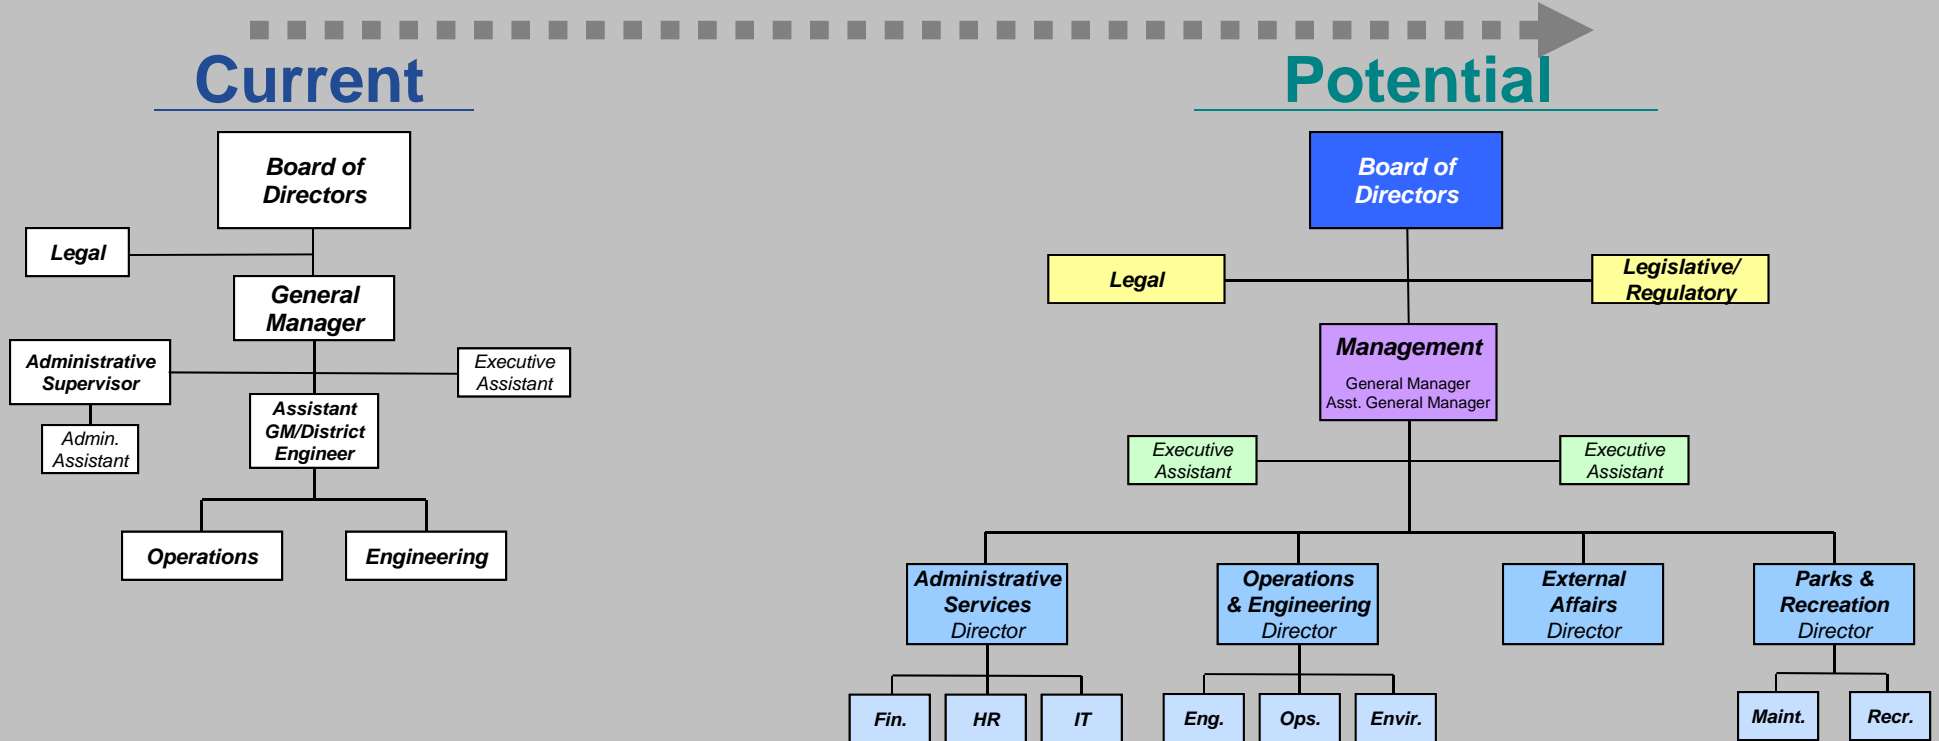 Current
Potential
Board of
Directors
Legal
General
Manager
Administrative
Supervisor
Executive
Assistant
Admin.
Assistant
Assistant
GM/District
Engineer
Operations
Engineering
Board of
Directors
Legal
Legislative/
Regulatory
Management
General Manager
Asst. General Manager
Executive
Assistant
Executive
Assistant
Administrative
Services
Director
Operations
& Engineering
Director
External
Affairs
Director
Parks &
Recreation
Director
Fin.
HR
IT
Eng.
Ops.
Envir.
Maint.
Recr.